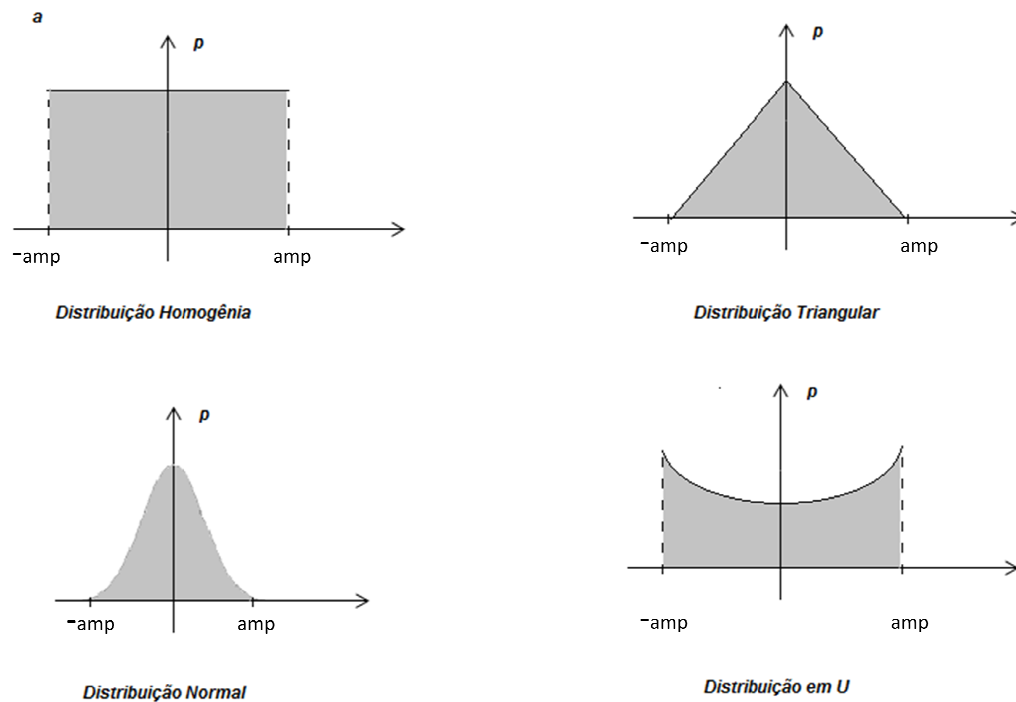 a
p
-amp amp
Distribuição Homogênia
p
-amp amp
Distribuição Triangular
p
-amp amp
Distribuição Normal
p
-amp amp
Distribuição em U